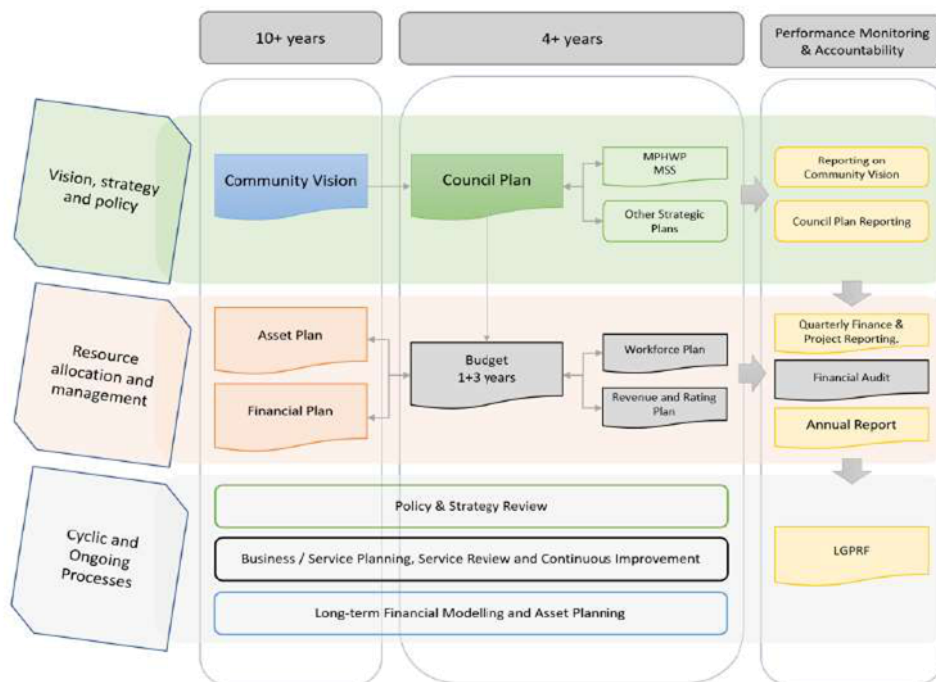 10+ years
4+ years
Performance Monitoring
& Accountability
Vision, strategy
and policy
Community Vision
Council Plan
MPHWP
MSS
Other Strategic
Plans
Reporting on
Community Vision
Council Plan Reporting
Resource
allocation and
management
Asset Plan
Financial Plan
Budget
1+3 years
Workforce Plan
Revenue and Rating
Plan
Quarterly Finance &
Project Reporting.
Financial Audit
Annual Report
Cyclic and
Ongoing
Processes
Policy & Strategy Review
Business / Service Planning, Service Review and Continuous Improvement
Long-term Financial Modelling and Asset Planning
LGPRF